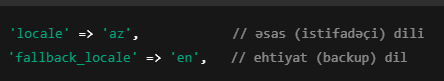 'locale' => 'az',             // əsas (istifadəçi) dili
'fallback_locale' => 'en',   // ehtiyat (backup) dil